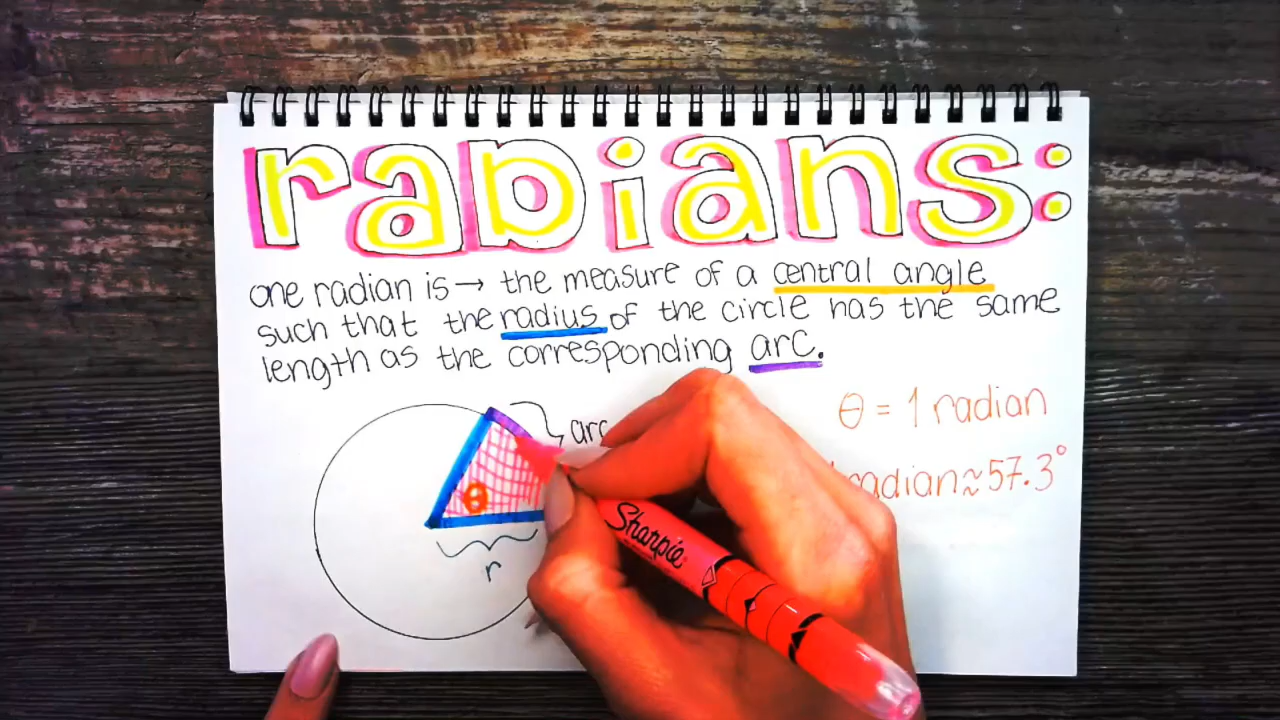 radians:
one radian is → the measure of a central angle
such that the radius of the circle has the same
length as the corresponding arc.
θ = 1 radian
arc
radian ≈ 57.3°
θ
r
Sharpie